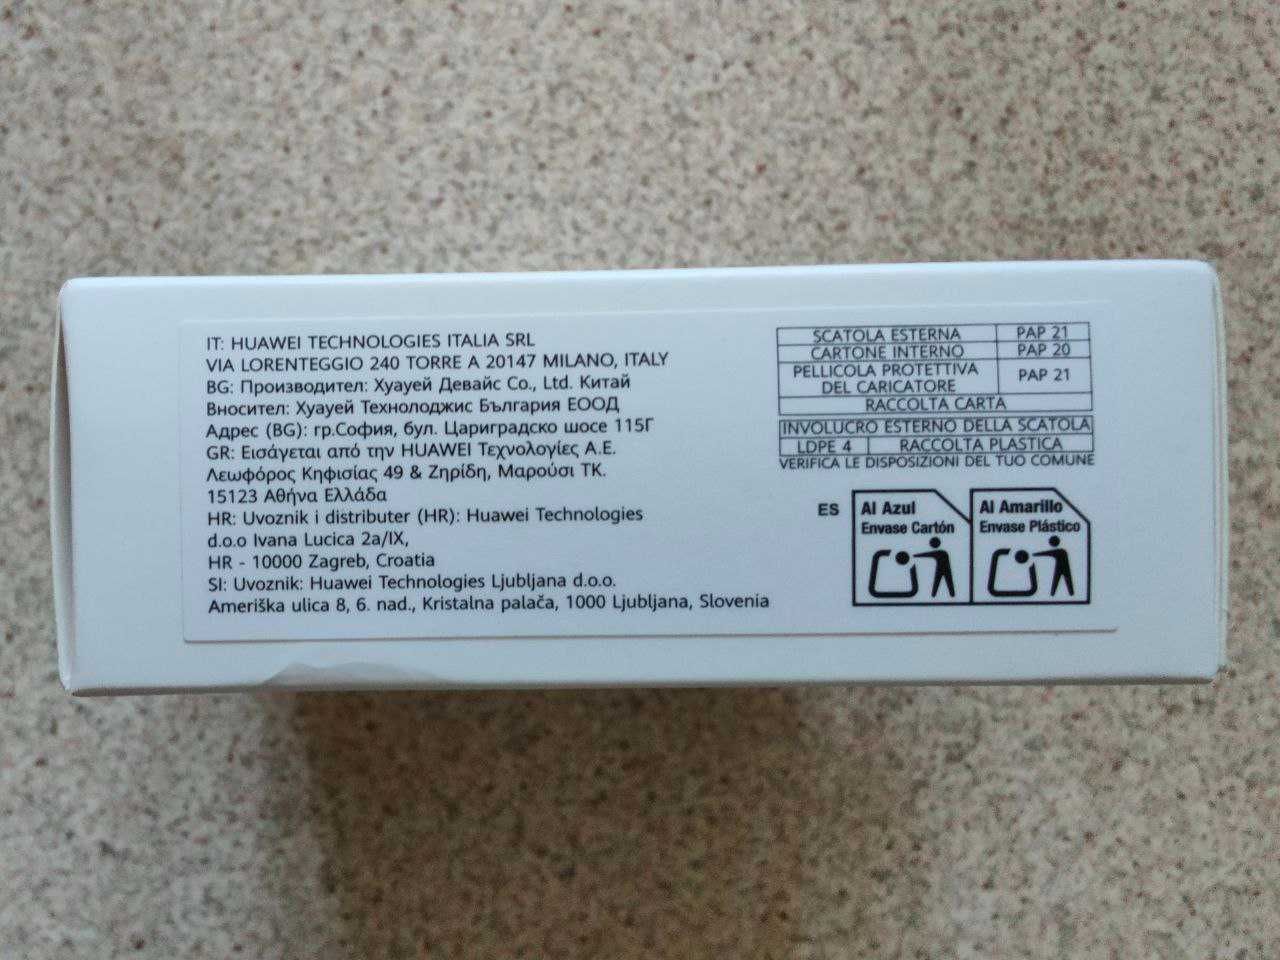 IT: HUAWEI TECHNOLOGIES ITALIA SRL
VIA LORENTEGGIO 240 TORRE A 20147 MILANO, ITALY
BG: Производител: Хуауей Девайс Co., Ltd. Китай
Вносител: Хуауей Технолоджис България ЕООД
Адрес (BG): гр.София, бул. Цариградско шосе 115Г
GR: Εισάγεται από την HUAWEI Τεχνολογίες Α.Ε.
Λεωφόρος Κηφισίας 49 & Ζηρίδη, Μαρούσι ΤΚ.
15123 Αθήνα Ελλάδα
HR: Uvoznik i distributer (HR): Huawei Technologies
d.o.o Ivana Lucica 2a/IX,
HR - 10000 Zagreb, Croatia
SI: Uvoznik: Huawei Technologies Ljubljana d.o.o.
Ameriška ulica 8, 6. nad., Kristalna palača, 1000 Ljubljana, Slovenia
SCATOLA ESTERNA PAP 21
CARTONE INTERNO PAP 20
PELLICOLA PROTETTIVA
DEL CARICATORE PAP 21
RACCOLTA CARTA
INVOLUCRO ESTERNO DELLA SCATOLA
LDPE 4 RACCOLTA PLASTICA
VERIFICA LE DISPOSIZIONI DEL TUO COMUNE
ES Al Azul Al Amarillo
Envase Cartón Envase Plástico